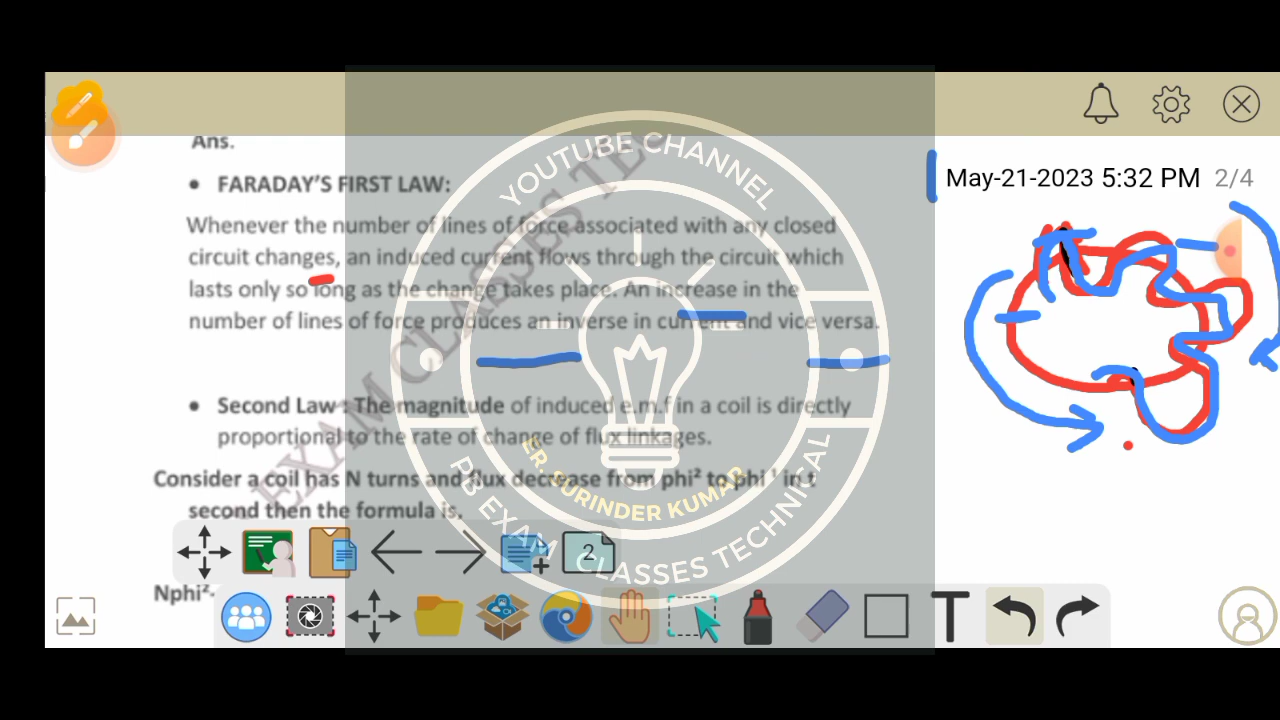 Ans.
May-21-2023 5:32 PM 2/4
• FARADAY'S FIRST LAW:
Whenever the number of lines of force associated with any closed
circuit changes, an induced current flows through the circuit which
lasts only so long as the change takes place. An increase in the
number of lines of force produces an inverse in current and vice versa.
• Second Law : The magnitude of induced e.m.f in a coil is directly
proportional to the rate of change of flux linkages.
Consider a coil has N turns and flux decrease from phi² to phi ¹ in t
second then the formula is.
Nphi²-
2
T
YOUTUBE CHANNEL
ER. SURINDER KUMAR
PB EXAM CLASSES TECHNICAL
EXAM CLASSES TE